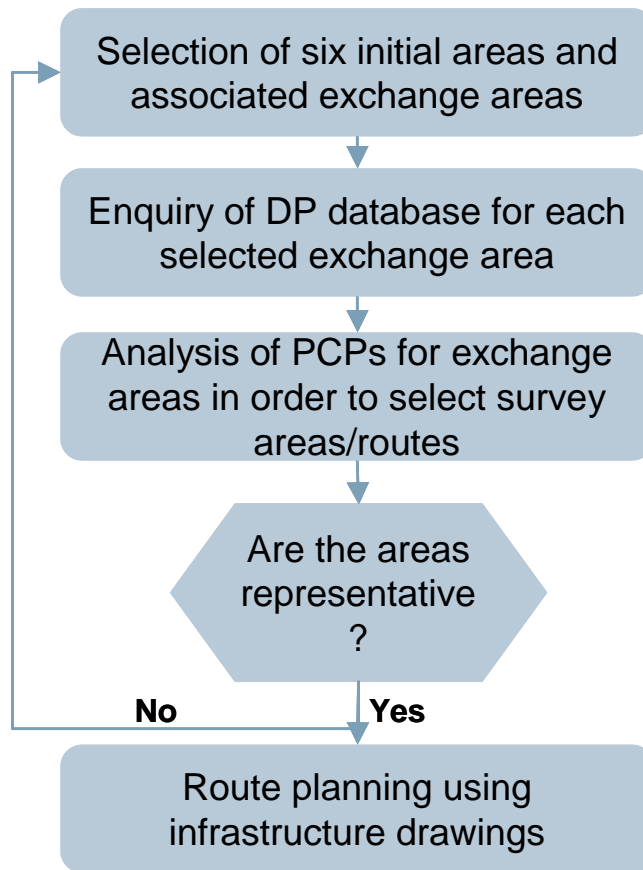 Selection of six initial areas and
associated exchange areas
Enquiry of DP database for each
selected exchange area
Analysis of PCPs for exchange
areas in order to select survey
areas/routes
Are the areas
representative
?
No
Yes
Route planning using
infrastructure drawings